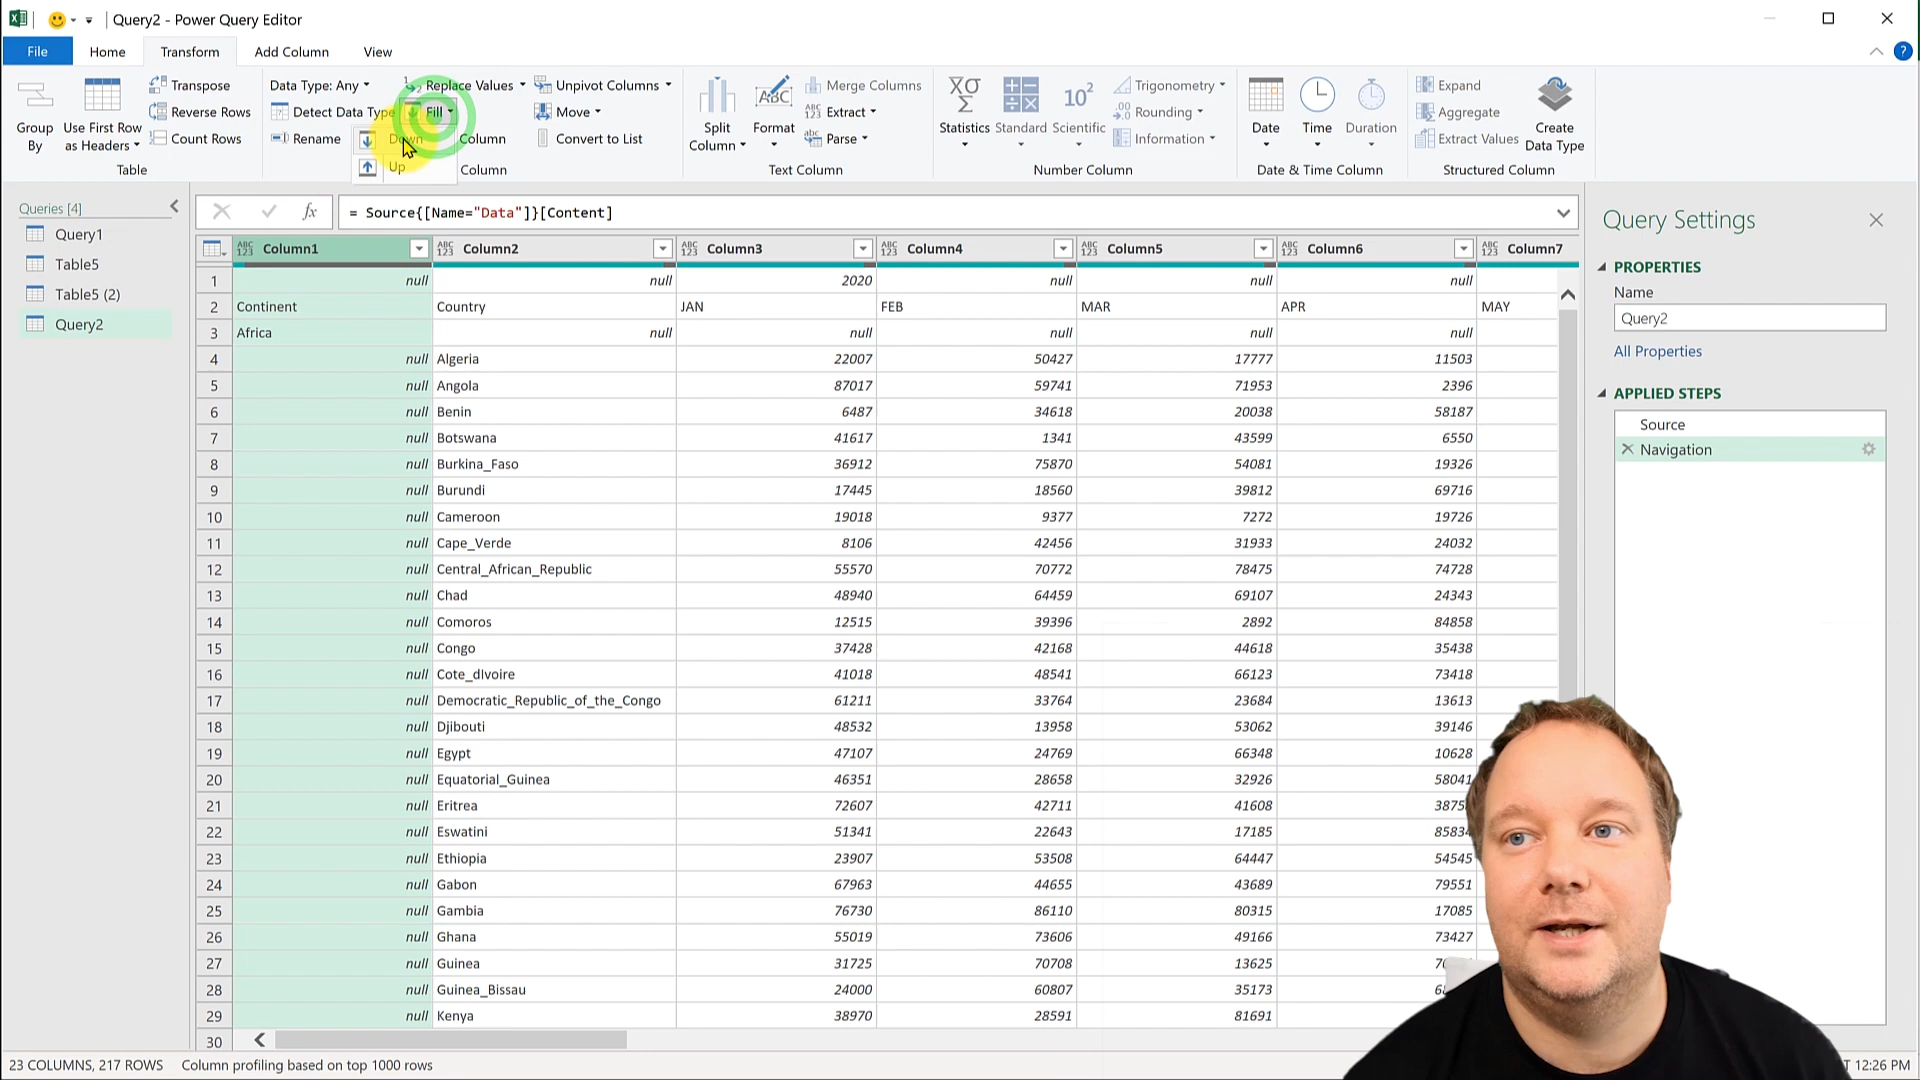 Query2 - Power Query Editor
File Home Transform Add Column View
Group By
Use First Row as Headers
Transpose
Reverse Rows
Count Rows
Table
Data Type: Any
Detect Data Type
Rename
Replace Values
Fill
Down
Up
Column
Unpivot Columns
Move
Convert to List
Column
Split Column
Format
Merge Columns
Extract
Parse
Text Column
Statistics
Standard
Scientific
Trigonometry
Rounding
Information
Number Column
Date
Time
Duration
Date & Time Column
Expand
Aggregate
Extract Values
Create Data Type
Structured Column
Queries [4]
Query1
Table5
Table5 (2)
Query2
fx = Source{[Name="Data"]}[Content]
Column1 Column2 Column3 Column4 Column5 Column6 Column7
1 null null 2020 null null null
2 Continent Country JAN FEB MAR APR MAY
3 Africa null null null null null
4 null Algeria 22007 50427 17777 11503
5 null Angola 87017 59741 71953 2396
6 null Benin 6487 34618 20038 58187
7 null Botswana 41617 1341 43599 6550
8 null Burkina_Faso 36912 75870 54081 19326
9 null Burundi 17445 18560 39812 69716
10 null Cameroon 19018 9377 7272 19726
11 null Cape_Verde 8106 42456 31933 24032
12 null Central_African_Republic 55570 70772 78475 74728
13 null Chad 48940 64459 69107 24343
14 null Comoros 12515 39396 2892 84858
15 null Congo 37428 42168 44618 35438
16 null Cote_dIvoire 41018 48541 66123 73418
17 null Democratic_Republic_of_the_Congo 61211 33764 23684 13613
18 null Djibouti 48532 13958 53062 39146
19 null Egypt 47107 24769 66348 10628
20 null Equatorial_Guinea 46351 28658 32926 58041
21 null Eritrea 72607 42711 41608
22 null Eswatini 51341 22643 17185 85834
23 null Ethiopia 23907 53508 64447 54545
24 null Gabon 67963 44655 43689 79551
25 null Gambia 76730 86110 80315 17085
26 null Ghana 55019 73606 49166 73427
27 null Guinea 31725 70708 13625
28 null Guinea_Bissau 24000 60807 35173
29 null Kenya 38970 28591 81691
30
Query Settings
PROPERTIES
Name
Query2
All Properties
APPLIED STEPS
Source
Navigation
23 COLUMNS, 217 ROWS Column profiling based on top 1000 rows
12:26 PM